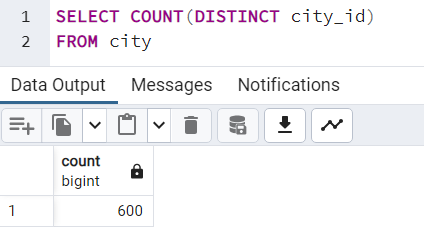 1 SELECT COUNT(DISTINCT city_id)
2 FROM city
Data Output Messages Notifications
count
bigint
1 600